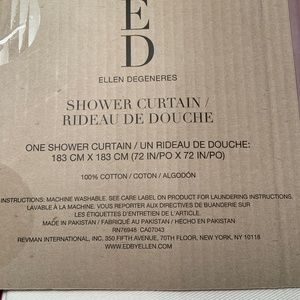 E
D
ELLEN DEGENERES
SHOWER CURTAIN /
RIDEAU DE DOUCHE
ONE SHOWER CURTAIN / UN RIDEAU DE DOUCHE:
183 CM X 183 CM (72 IN/PO X 72 IN/PO)
100% COTTON / COTON / ALGODÓN
INSTRUCTIONS: MACHINE WASHABLE. SEE CARE LABEL ON PRODUCT FOR LAUNDERING INSTRUCTIONS.
LAVABLE À LA MACHINE. VOUS REPORTER AUX DIRECTIVES DE BUANDERIE SUR
LES ÉTIQUETTES D'ENTRETIEN DE L'ARTICLE.
MADE IN PAKISTAN / FABRIQUÉ AU PAKISTAN / HECHO EN PAKISTÁN
RN76948 CA07043
REVMAN INTERNATIONAL, INC. 350 FIFTH AVENUE, 70TH FLOOR, NEW YORK, NY 10118
WWW.EDBYELLEN.COM